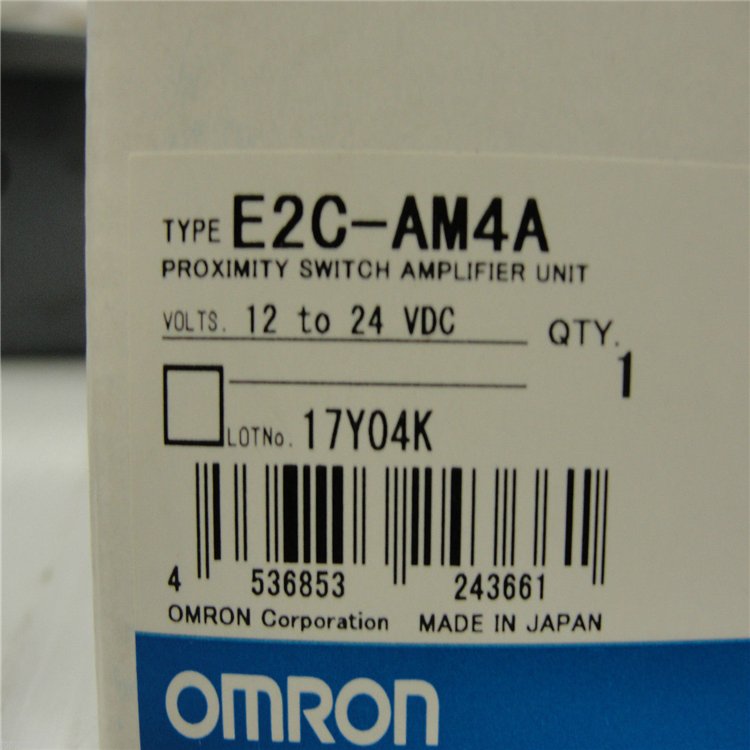 TYPE E2C-AM4A
PROXIMITY SWITCH AMPLIFIER UNIT
VOLTS. 12 to 24 VDC
QTY.
1
LOTNo. 17Y04K
4 536853 243661
OMRON Corporation MADE IN JAPAN
OMRON